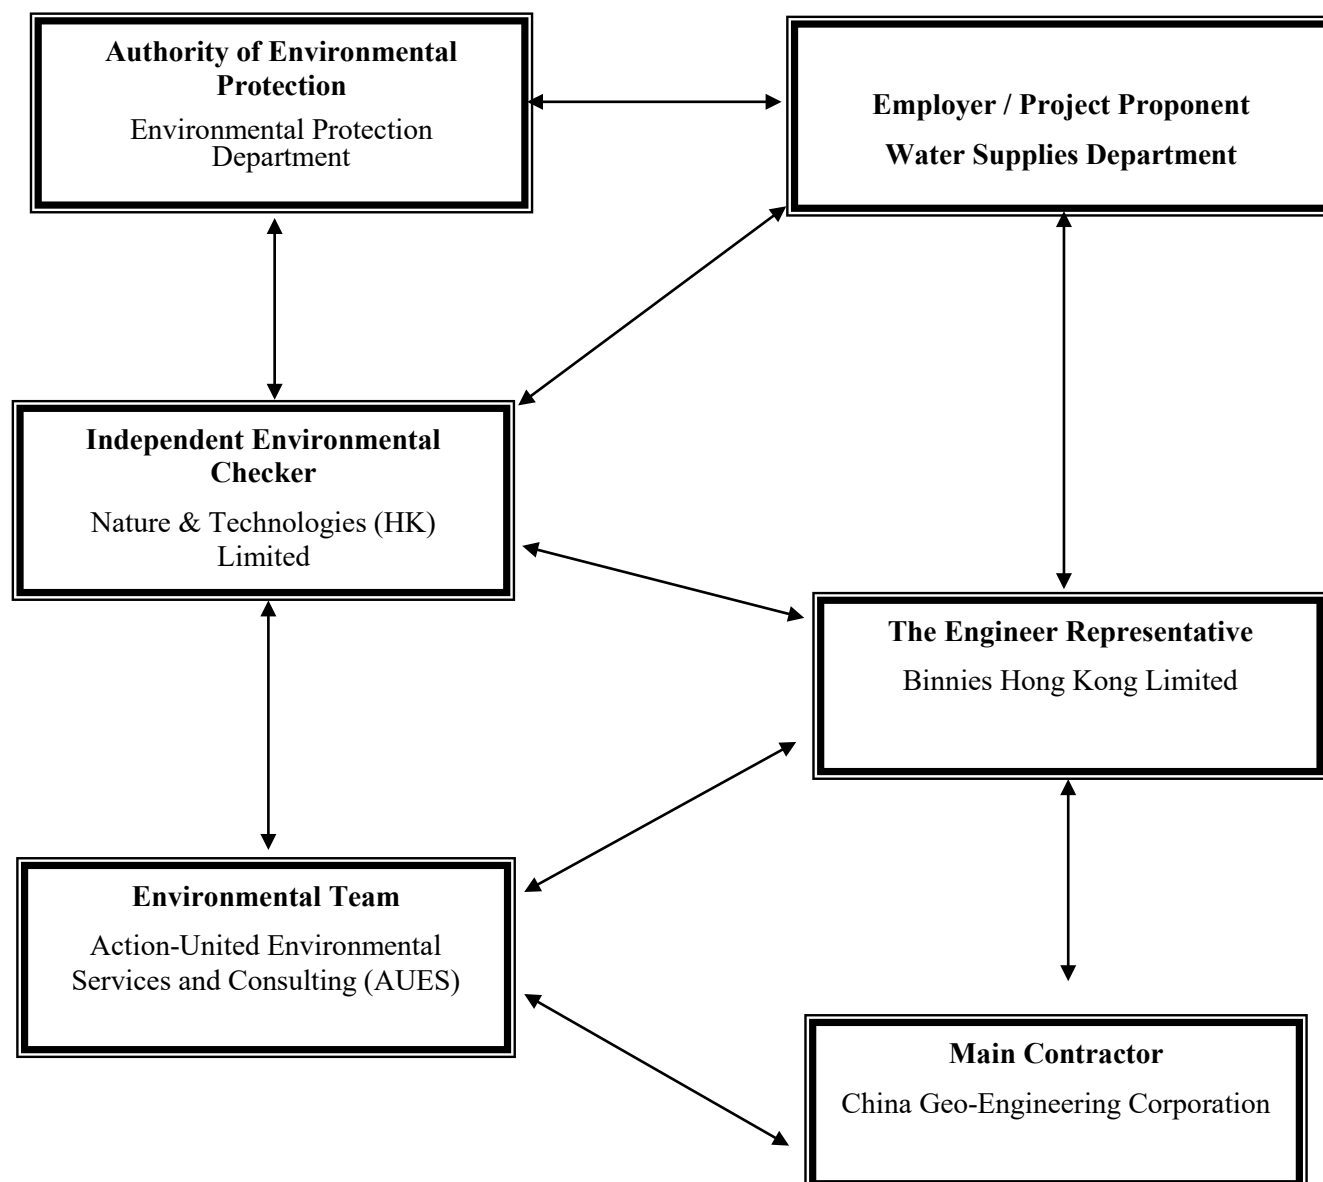 Authority of Environmental
Protection
Environmental Protection
Department
Employer / Project Proponent
Water Supplies Department
Independent Environmental
Checker
Nature & Technologies (HK)
Limited
The Engineer Representative
Binnies Hong Kong Limited
Environmental Team
Action-United Environmental
Services and Consulting (AUES)
Main Contractor
China Geo-Engineering Corporation